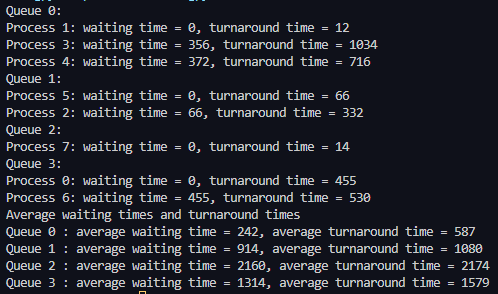 Queue 0:
Process 1: waiting time = 0, turnaround time = 12
Process 3: waiting time = 356, turnaround time = 1034
Process 4: waiting time = 372, turnaround time = 716
Queue 1:
Process 5: waiting time = 0, turnaround time = 66
Process 2: waiting time = 66, turnaround time = 332
Queue 2:
Process 7: waiting time = 0, turnaround time = 14
Queue 3:
Process 0: waiting time = 0, turnaround time = 455
Process 6: waiting time = 455, turnaround time = 530
Average waiting times and turnaround times
Queue 0 : average waiting time = 242, average turnaround time = 587
Queue 1 : average waiting time = 914, average turnaround time = 1080
Queue 2 : average waiting time = 2160, average turnaround time = 2174
Queue 3 : average waiting time = 1314, average turnaround time = 1579